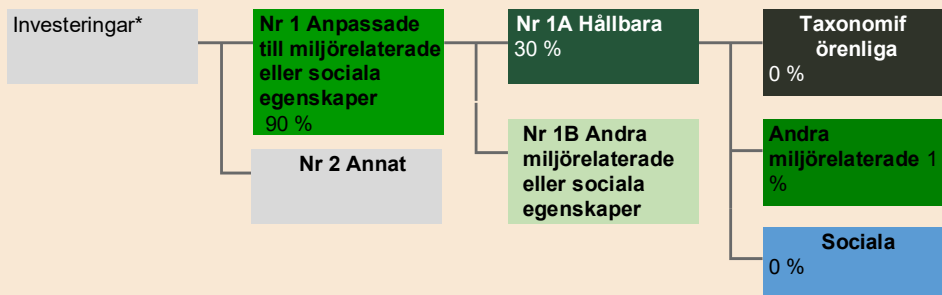 Investeringar*
Nr 1 Anpassade
till miljörelaterade
eller sociala
egenskaper
90 %
Nr 2 Annat
Nr 1A Hållbara
30 %
Nr 1B Andra
miljörelaterade
eller sociala
egenskaper
Taxonomif
örenliga
0 %
Andra
miljörelaterade 1
%
Sociala
0 %